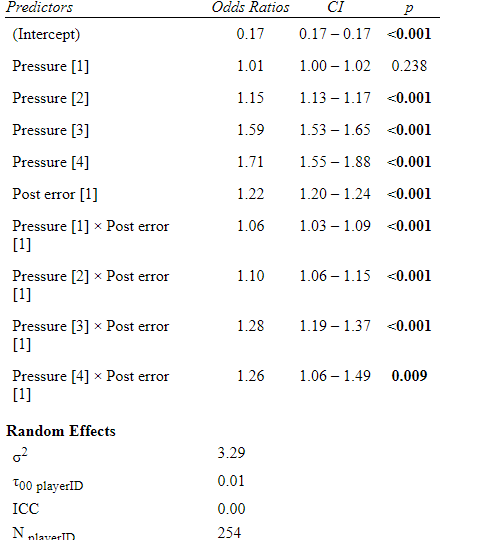 Predictors Odds Ratios CI p
(Intercept) 0.17 0.17 – 0.17 <0.001
Pressure [1] 1.01 1.00 – 1.02 0.238
Pressure [2] 1.15 1.13 – 1.17 <0.001
Pressure [3] 1.59 1.53 – 1.65 <0.001
Pressure [4] 1.71 1.55 – 1.88 <0.001
Post error [1] 1.22 1.20 – 1.24 <0.001
Pressure [1] × Post error 1.06 1.03 – 1.09 <0.001
[1]
Pressure [2] × Post error 1.10 1.06 – 1.15 <0.001
[1]
Pressure [3] × Post error 1.28 1.19 – 1.37 <0.001
[1]
Pressure [4] × Post error 1.26 1.06 – 1.49 0.009
[1]
Random Effects
σ² 3.29
τ00 playerID 0.01
ICC 0.00
N playerID 254